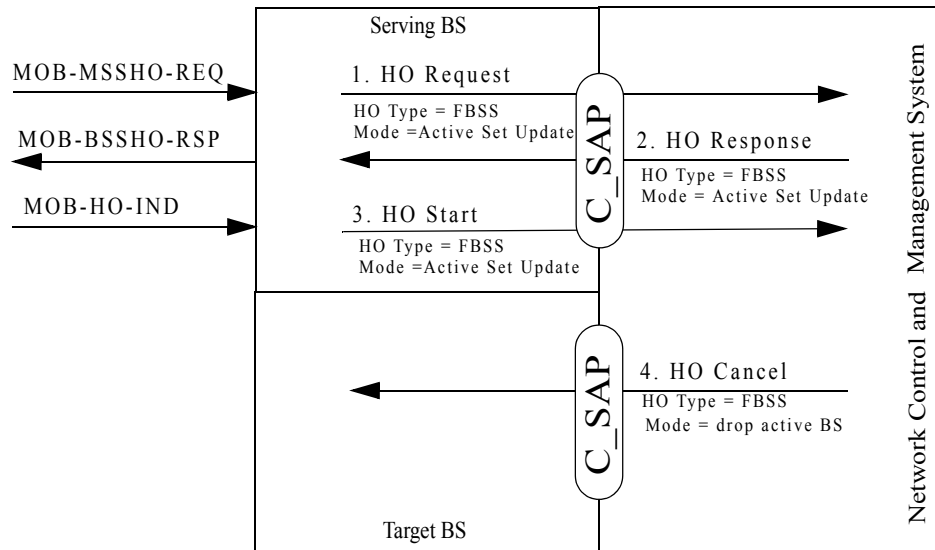 Serving BS
MOB-MSSHO-REQ
1. HO Request
HO Type = FBSS
Mode =Active Set Update
MOB-BSSHO-RSP
2. HO Response
HO Type = FBSS
Mode = Active Set Update
MOB-HO-IND
3. HO Start
HO Type = FBSS
Mode =Active Set Update
C_SAP
4. HO Cancel
HO Type = FBSS
Mode = drop active BS
C_SAP
Target BS
Network Control and Management System